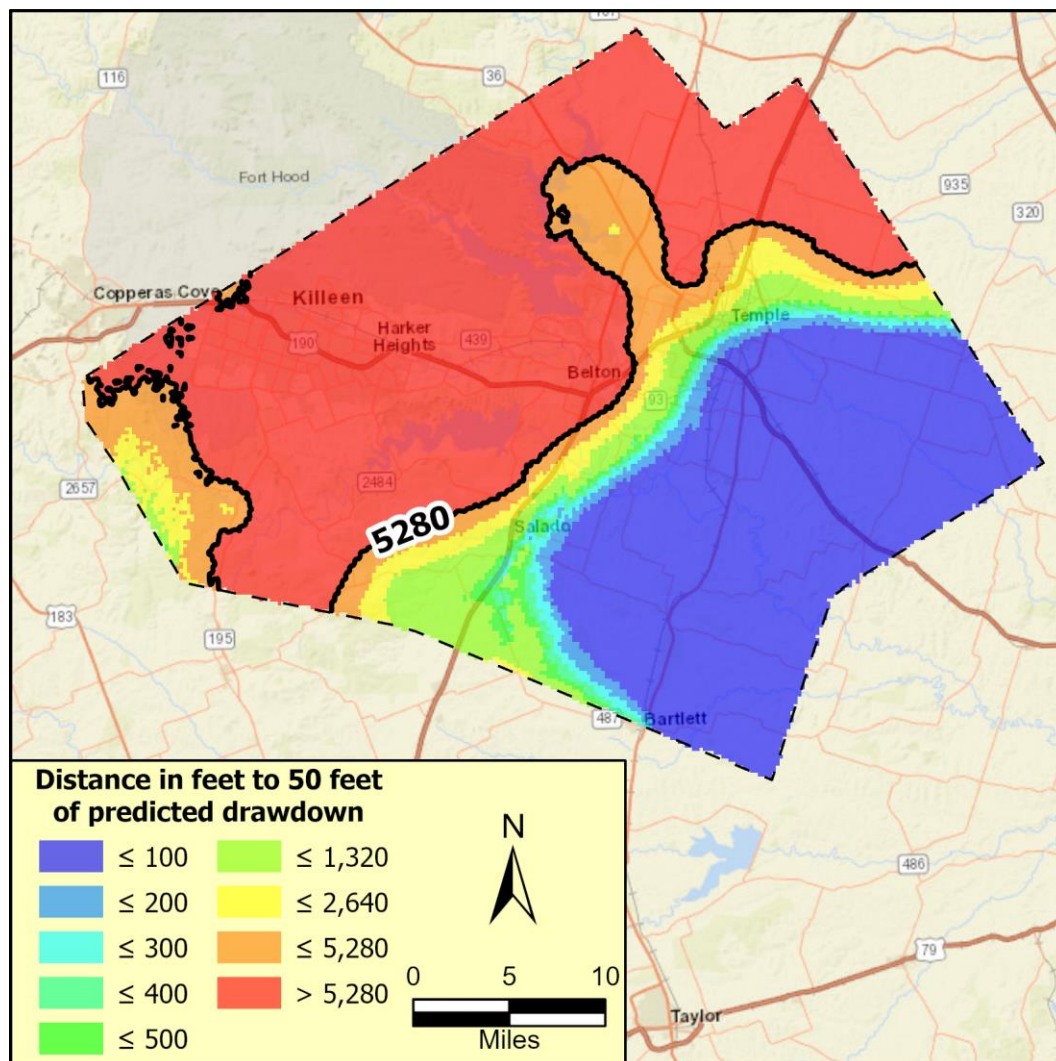 107
116
36
935
Fort Hood
320
Copperas Cove
Killeen
Temple
Harker
Heights
439
190
Belton
93
2657
2484
5280
Salado
183
195
487
Bartlett
Distance in feet to 50 feet
of predicted drawdown
≤ 100
≤ 1,320
≤ 200
≤ 2,640
≤ 300
≤ 5,280
≤ 400
> 5,280
≤ 500
N
0
5
10
Miles
486
79
Taylor